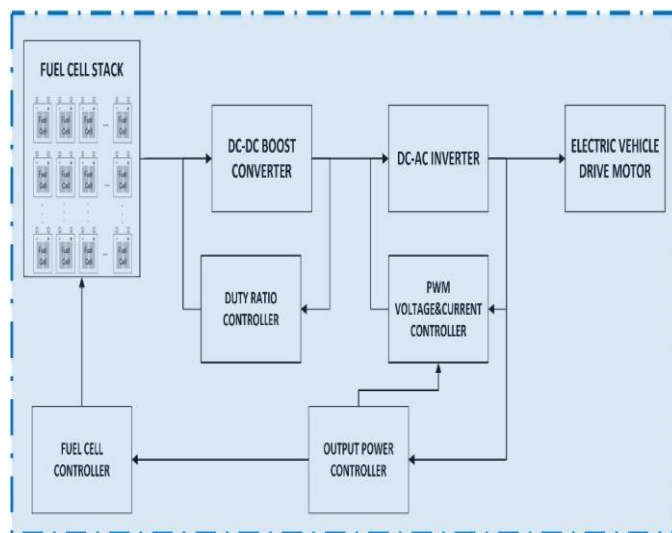 FUEL CELL STACK
Fuel Cell Fuel Cell Fuel Cell Fuel Cell
Fuel Cell Fuel Cell Fuel Cell Fuel Cell
Fuel Cell Fuel Cell Fuel Cell Fuel Cell
DC-DC BOOST
CONVERTER
DC-AC INVERTER
ELECTRIC VEHICLE
DRIVE MOTOR
DUTY RATIO
CONTROLLER
PWM
VOLTAGE&CURRENT
CONTROLLER
FUEL CELL
CONTROLLER
OUTPUT POWER
CONTROLLER